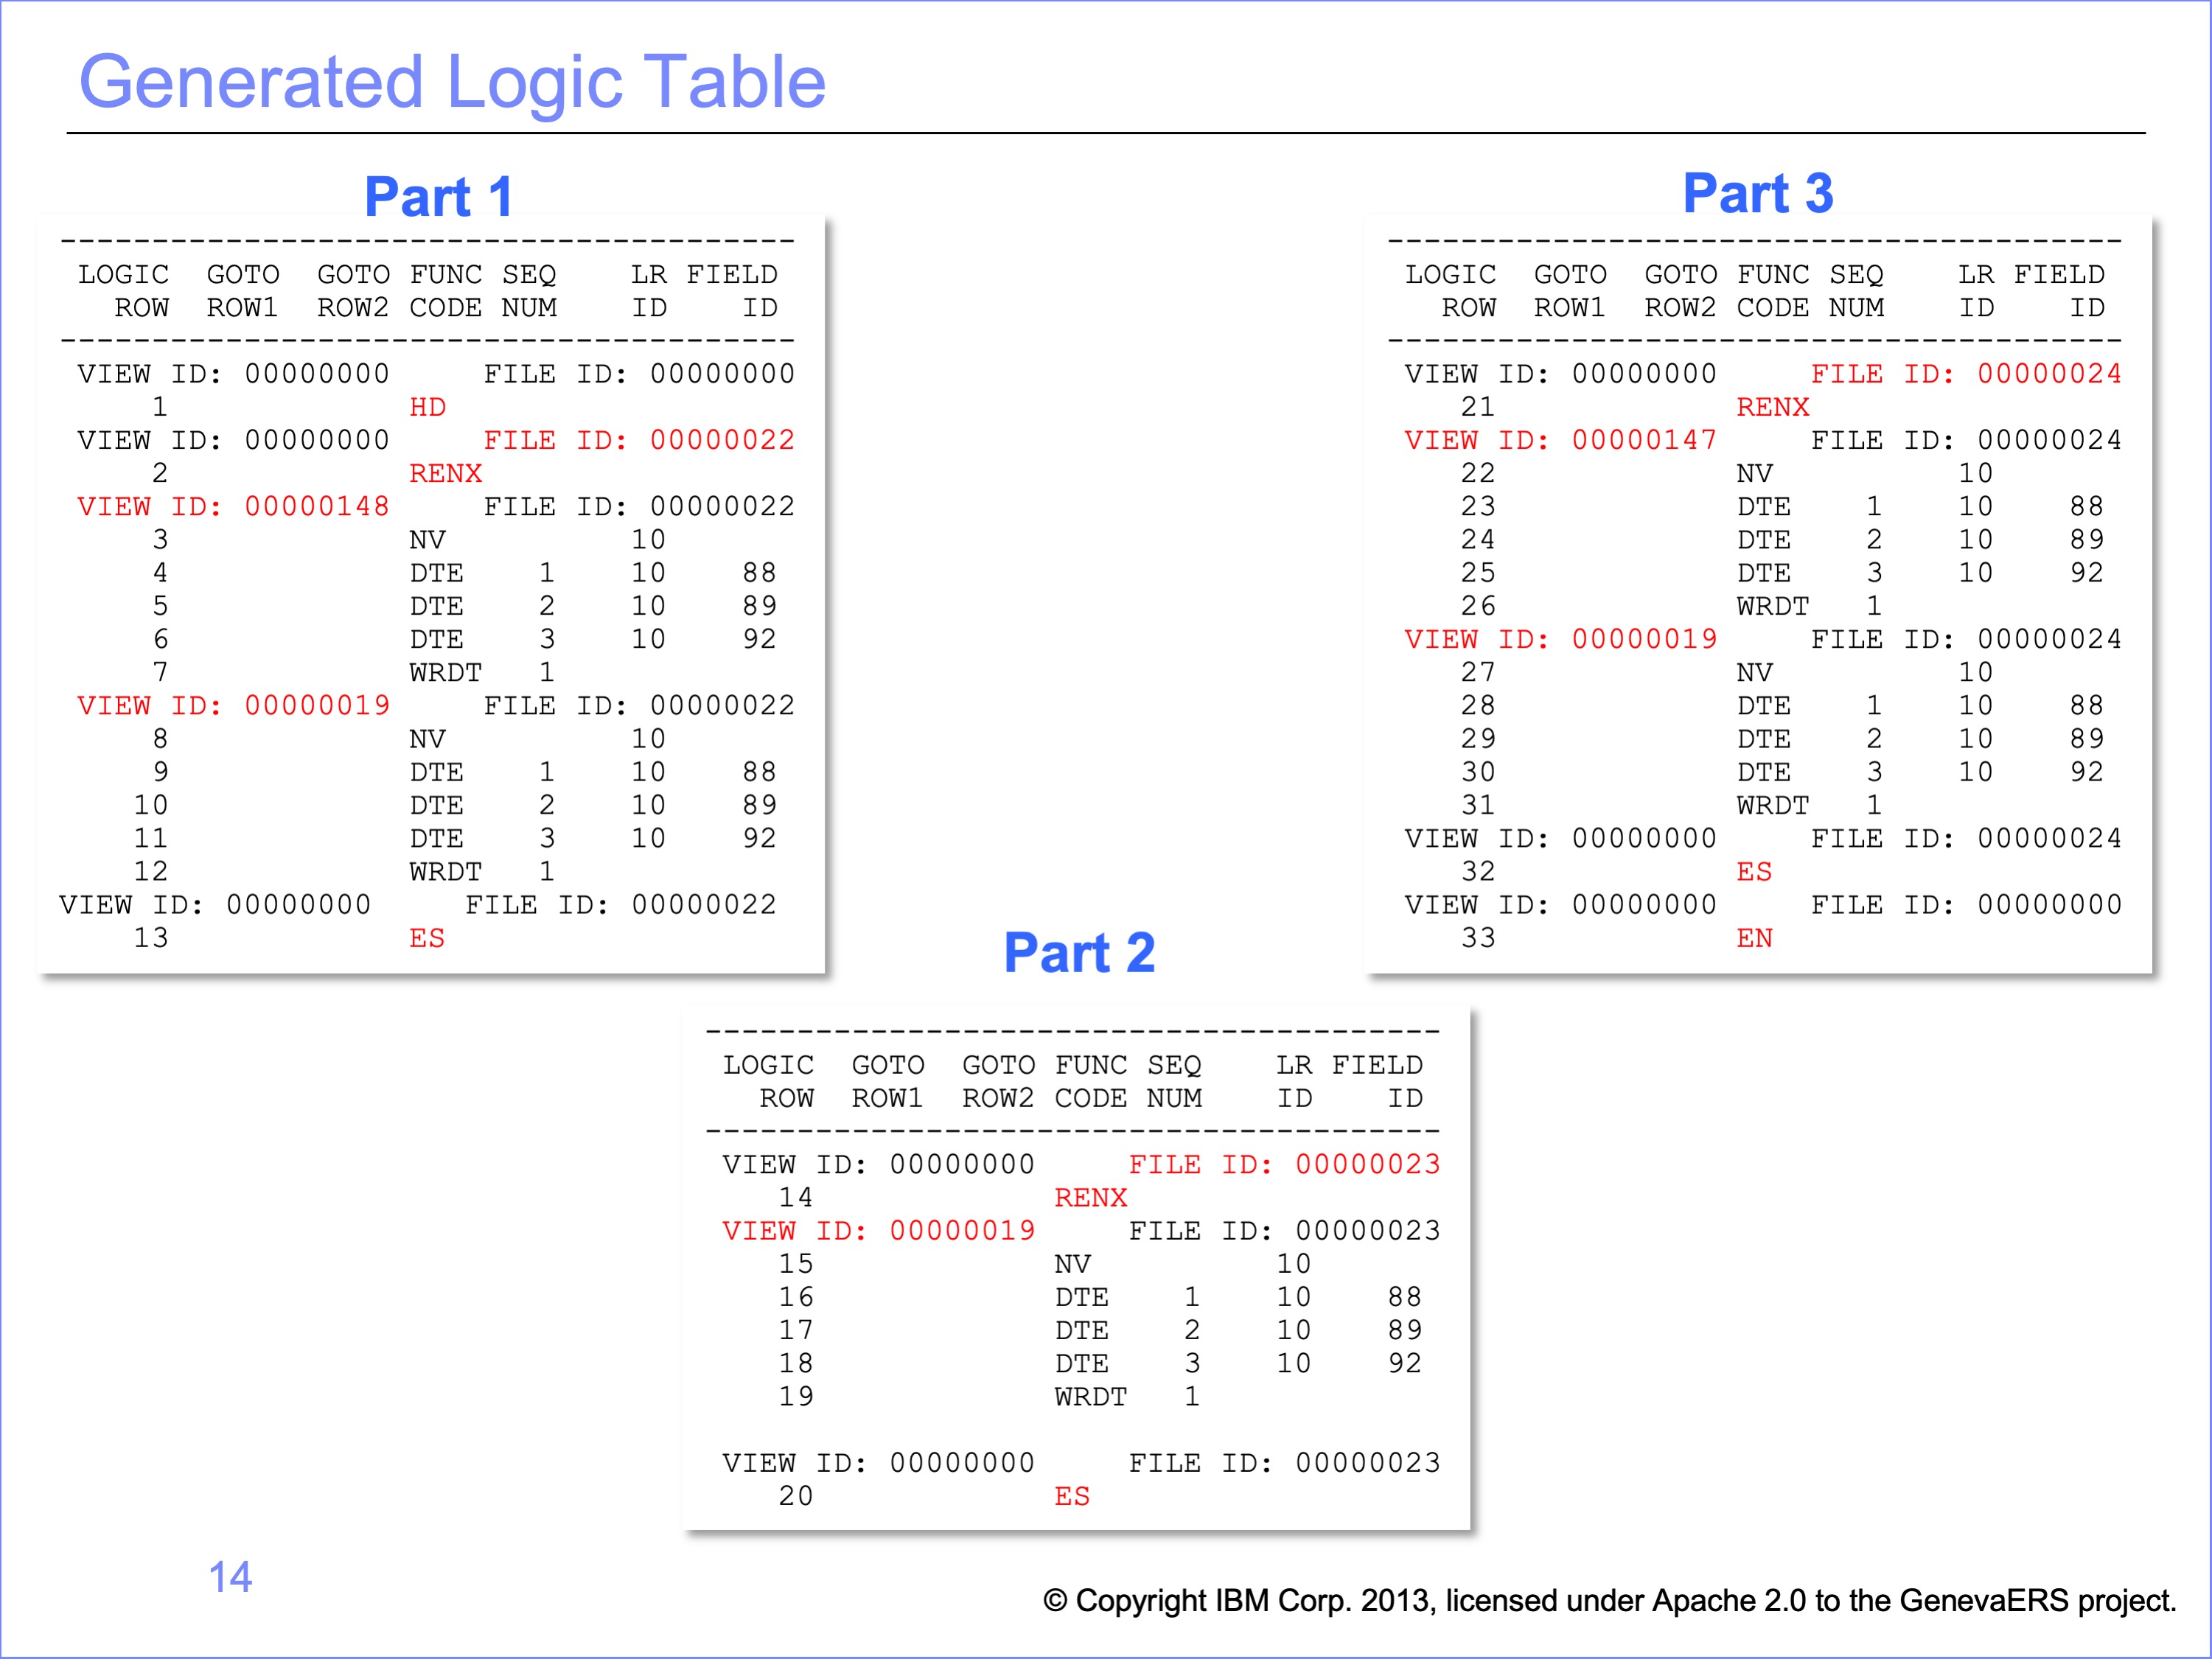 Generated Logic Table
Part 1
----------------------------------------
LOGIC GOTO GOTO FUNC SEQ LR FIELD
ROW ROW1 ROW2 CODE NUM ID ID
----------------------------------------
VIEW ID: 00000000 FILE ID: 00000000
1 HD
VIEW ID: 00000000 FILE ID: 00000022
2 RENX
VIEW ID: 00000148 FILE ID: 00000022
3 NV 10
4 DTE 1 10 88
5 DTE 2 10 89
6 DTE 3 10 92
7 WRDT 1
VIEW ID: 00000019 FILE ID: 00000022
8 NV 10
9 DTE 1 10 88
10 DTE 2 10 89
11 DTE 3 10 92
12 WRDT 1
VIEW ID: 00000000 FILE ID: 00000022
13 ES
Part 2
----------------------------------------
LOGIC GOTO GOTO FUNC SEQ LR FIELD
ROW ROW1 ROW2 CODE NUM ID ID
----------------------------------------
VIEW ID: 00000000 FILE ID: 00000023
14 RENX
VIEW ID: 00000019 FILE ID: 00000023
15 NV 10
16 DTE 1 10 88
17 DTE 2 10 89
18 DTE 3 10 92
19 WRDT 1
VIEW ID: 00000000 FILE ID: 00000023
20 ES
Part 3
----------------------------------------
LOGIC GOTO GOTO FUNC SEQ LR FIELD
ROW ROW1 ROW2 CODE NUM ID ID
----------------------------------------
VIEW ID: 00000000 FILE ID: 00000024
21 RENX
VIEW ID: 00000147 FILE ID: 00000024
22 NV 10
23 DTE 1 10 88
24 DTE 2 10 89
25 DTE 3 10 92
26 WRDT 1
VIEW ID: 00000019 FILE ID: 00000024
27 NV 10
28 DTE 1 10 88
29 DTE 2 10 89
30 DTE 3 10 92
31 WRDT 1
VIEW ID: 00000000 FILE ID: 00000024
32 ES
VIEW ID: 00000000 FILE ID: 00000000
33 EN
14
© Copyright IBM Corp. 2013, licensed under Apache 2.0 to the GenevaERS project.